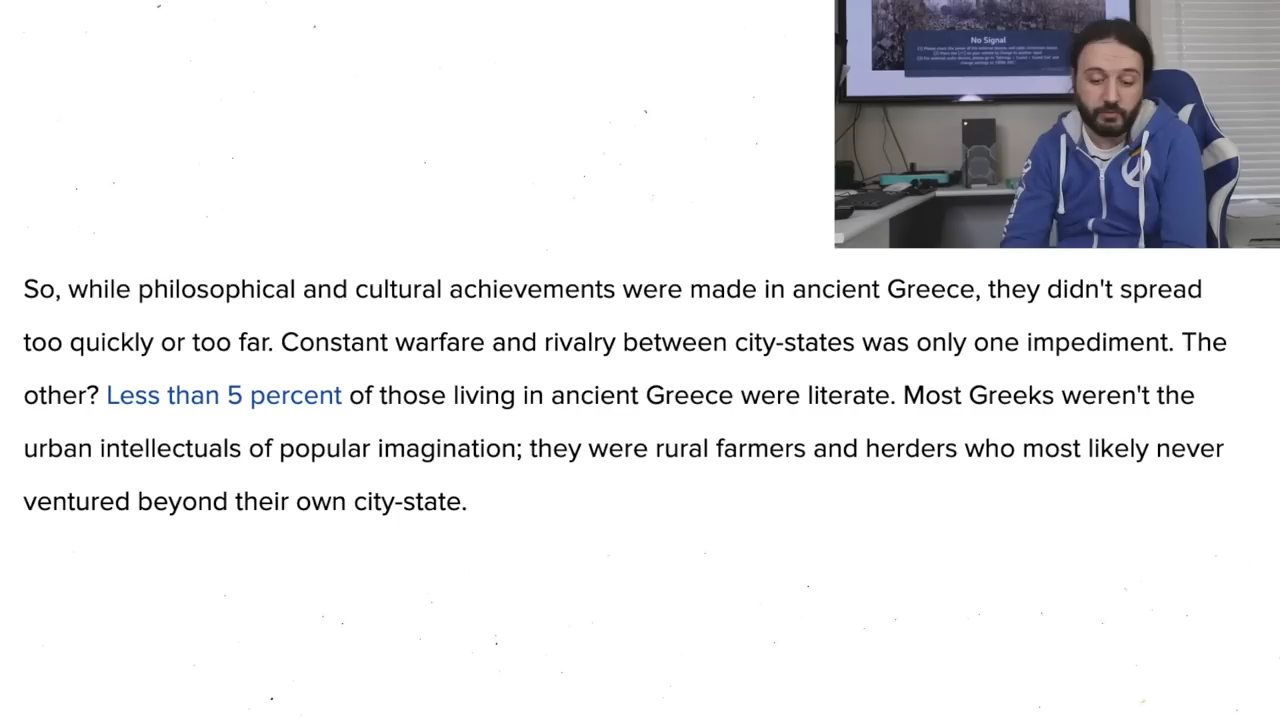 No Signal
So, while philosophical and cultural achievements were made in ancient Greece, they didn't spread
too quickly or too far. Constant warfare and rivalry between city-states was only one impediment. The
other? Less than 5 percent of those living in ancient Greece were literate. Most Greeks weren't the
urban intellectuals of popular imagination; they were rural farmers and herders who most likely never
ventured beyond their own city-state.